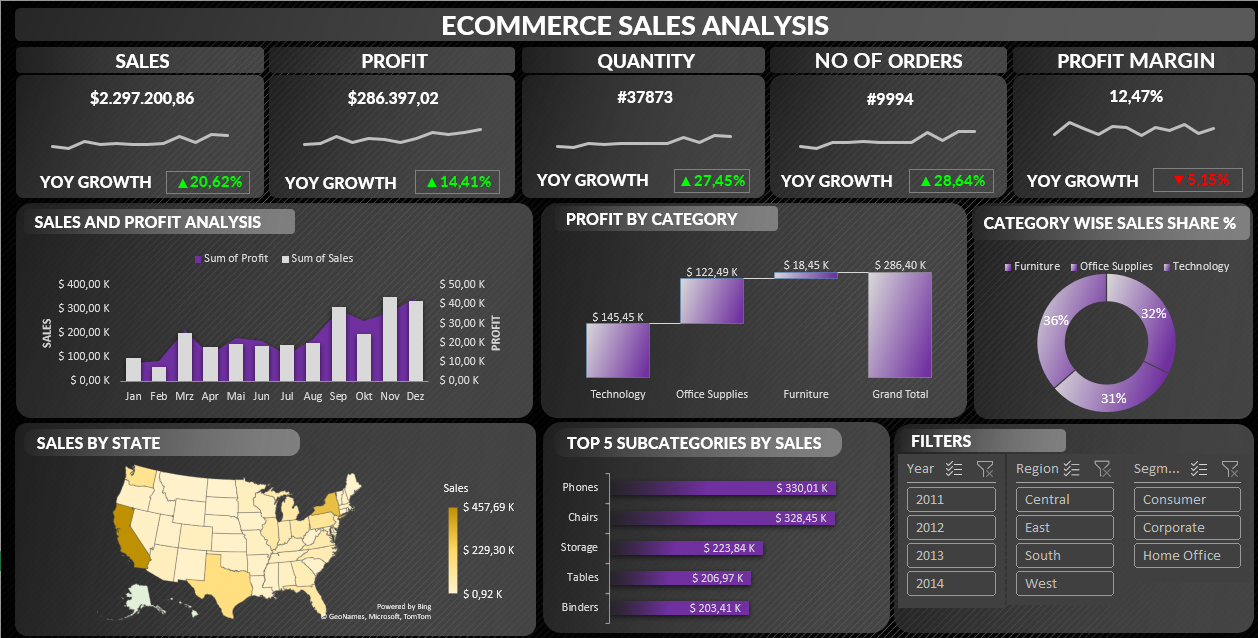 ECOMMERCE SALES ANALYSIS
SALES
$2.297.200,86
YOY GROWTH ▲20,62%
PROFIT
$286.397,02
YOY GROWTH ▲14,41%
QUANTITY
#37873
YOY GROWTH ▲27,45%
NO OF ORDERS
#9994
YOY GROWTH ▲28,64%
PROFIT MARGIN
12,47%
YOY GROWTH ▼5,15%
SALES AND PROFIT ANALYSIS
Sum of Profit Sum of Sales
SALES
$ 400,00 K
$ 300,00 K
$ 200,00 K
$ 100,00 K
$ 0,00 K
$ 50,00 K
$ 40,00 K
$ 30,00 K
$ 20,00 K
$ 10,00 K
$ 0,00 K
PROFIT
Jan Feb Mrz Apr Mai Jun Jul Aug Sep Okt Nov Dez
PROFIT BY CATEGORY
$ 145,45 K
$ 122,49 K
$ 18,45 K
$ 286,40 K
Technology Office Supplies Furniture Grand Total
CATEGORY WISE SALES SHARE %
Furniture Office Supplies Technology
36%
32%
31%
SALES BY STATE
Sales
$ 457,69 K
$ 229,30 K
$ 0,92 K
Powered by Bing
© GeoNames, Microsoft, TomTom
TOP 5 SUBCATEGORIES BY SALES
Phones $ 330,01 K
Chairs $ 328,45 K
Storage $ 223,84 K
Tables $ 206,97 K
Binders $ 203,41 K
FILTERS
Year
2011
2012
2013
2014
Region
Central
East
South
West
Segm...
Consumer
Corporate
Home Office